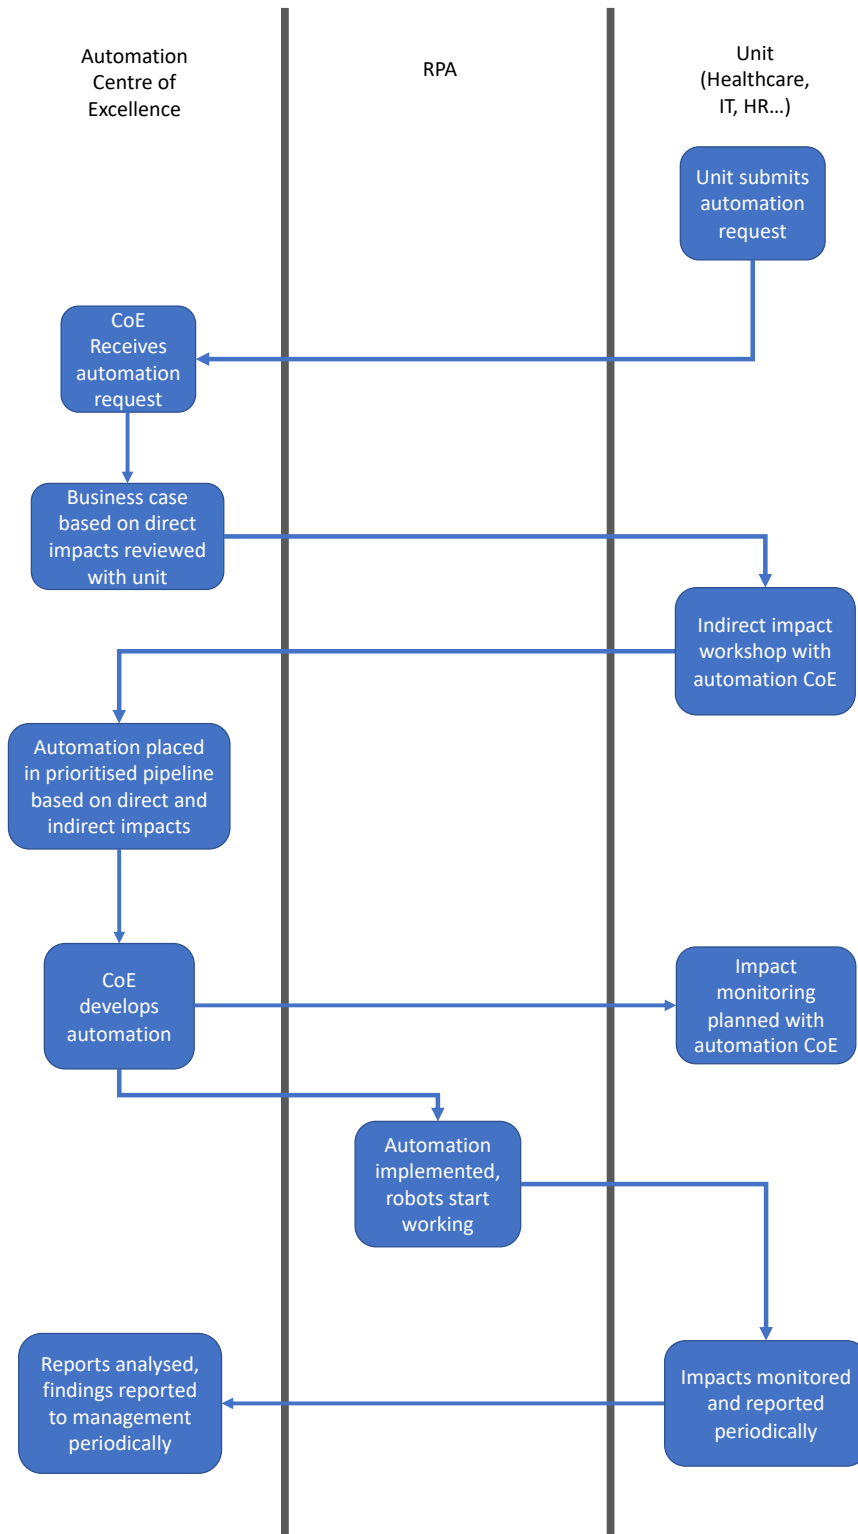 Automation
Centre of
Excellence
RPA
Unit
(Healthcare,
IT, HR…)
Unit submits
automation
request
CoE
Receives
automation
request
Business case
based on direct
impacts reviewed
with unit
Indirect impact
workshop with
automation CoE
Automation placed
in prioritised pipeline
based on direct and
indirect impacts
CoE
develops
automation
Impact
monitoring
planned with
automation CoE
Automation
implemented,
robots start
working
Reports analysed,
findings reported
to management
periodically
Impacts monitored
and reported
periodically